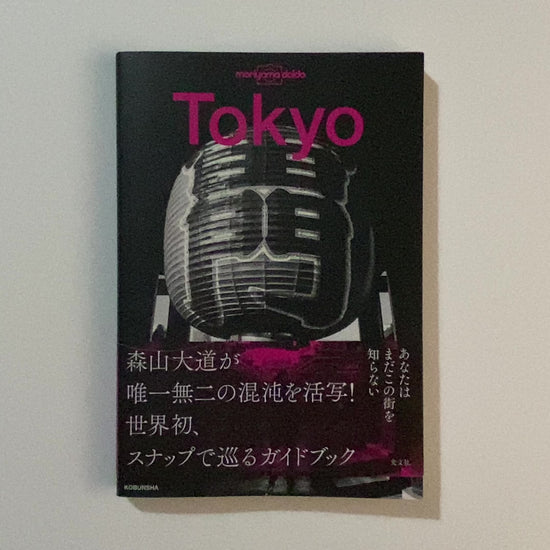 moriyama daido
Tokyo
森山大道が
唯一無二の混沌を活写!
世界初、
スナップで巡るガイドブック
あなたは
まだこの街を
知らない
光文社
KOBUNSHA